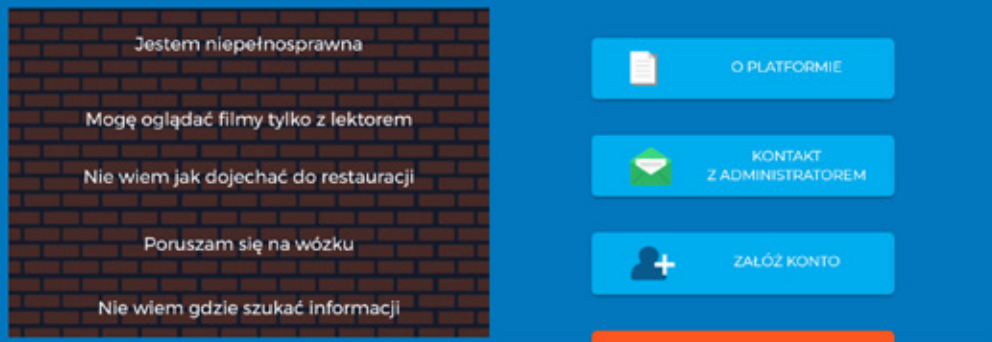 Jestem niepełnosprawna
Mogę oglądać filmy tylko z lektorem
Nie wiem jak dojechać do restauracji
Poruszam się na wózku
Nie wiem gdzie szukać informacji
O PLATFORMIE
KONTAKT
Z ADMINISTRATOREM
ZAŁÓŻ KONTO